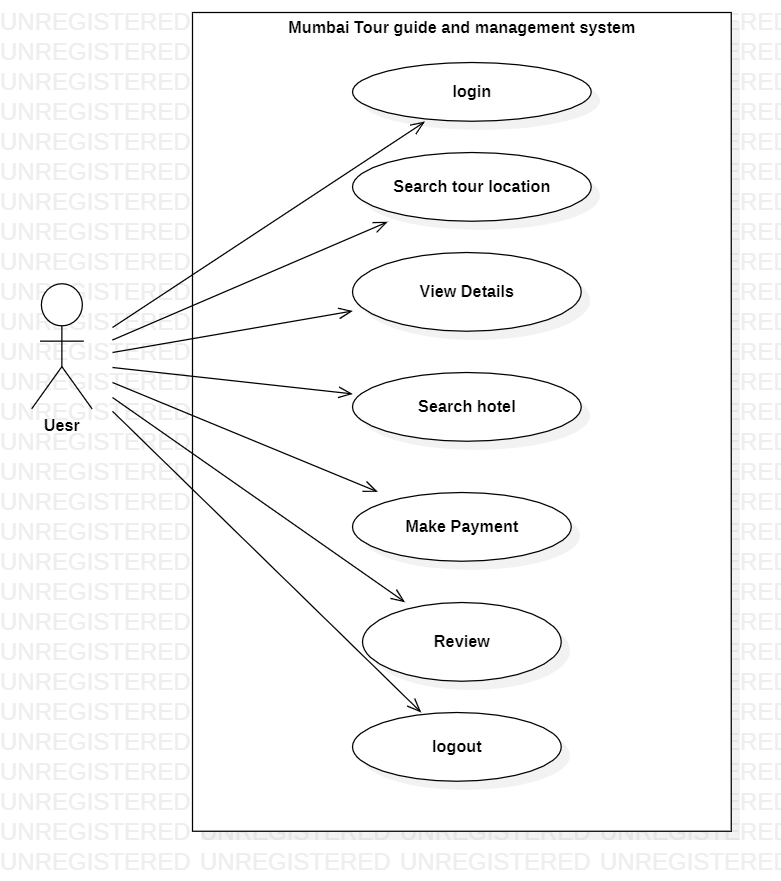 Mumbai Tour guide and management system
login
Search tour location
View Details
Search hotel
Uesr
Make Payment
Review
logout
UNREGISTERED UNREGISTERED UNREGISTERED UNREGISTERED